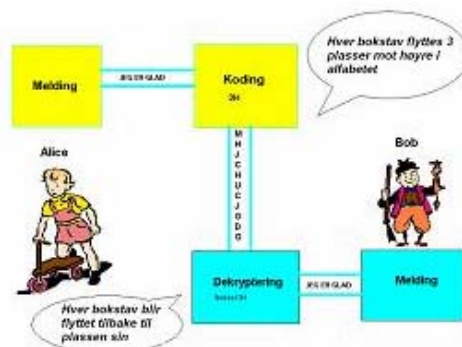 Hver bokstav flyttes 3
plasser mot høyre i
alfabetet
Melding
JEG ER GLAD
Koding
3H
M
H
J
C
H
U
C
J
O
D
G
Alice
Bob
Dekryptering
JEG ER GLAD
Melding
Hver bokstav blir
flyttet tilbake til
plassen sin